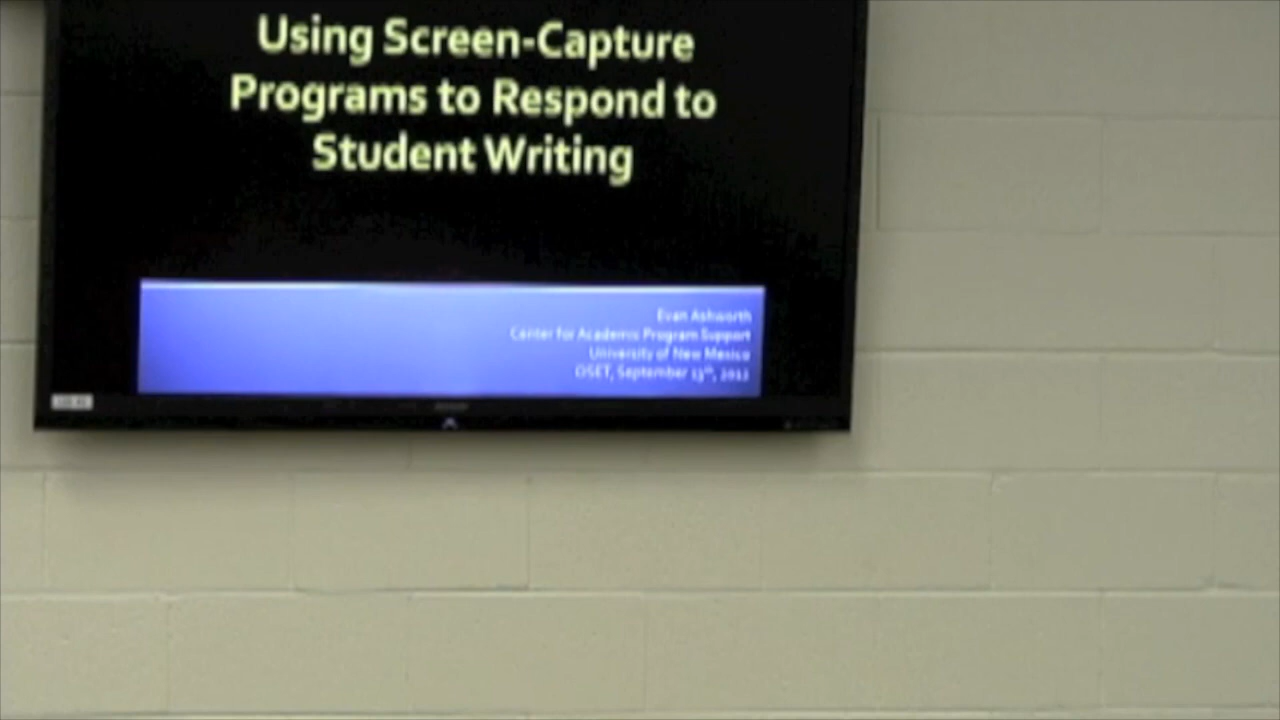 Using Screen-Capture
Programs to Respond to
Student Writing
Evan Ashworth
Center for Academic Program Support
University of New Mexico
OSET, September 13th, 2012